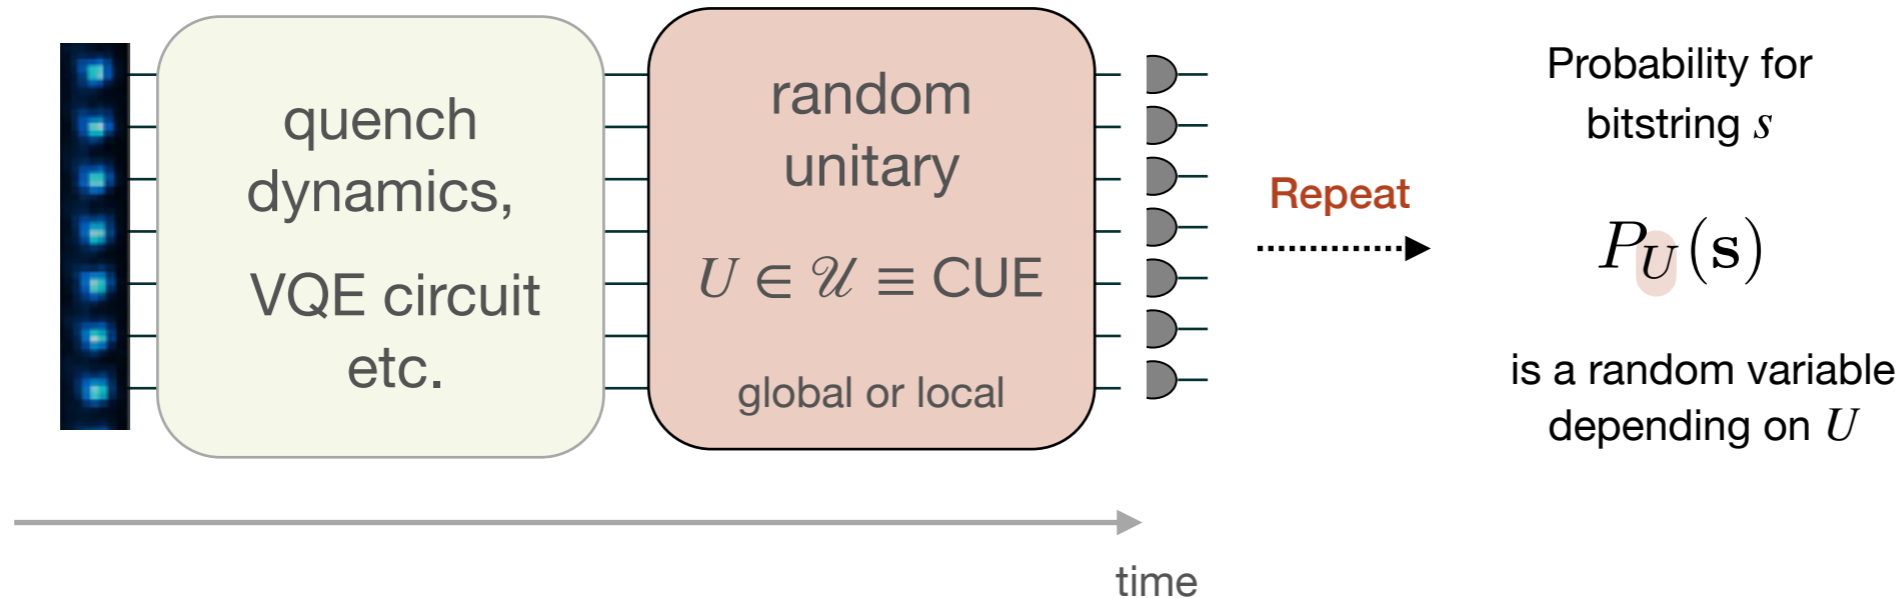 quench
dynamics,
VQE circuit
etc.
random
unitary
U ∈ 𝒰 ≡ CUE
global or local
Repeat
Probability for
bitstring s
P_U(s)
is a random variable
depending on U
time